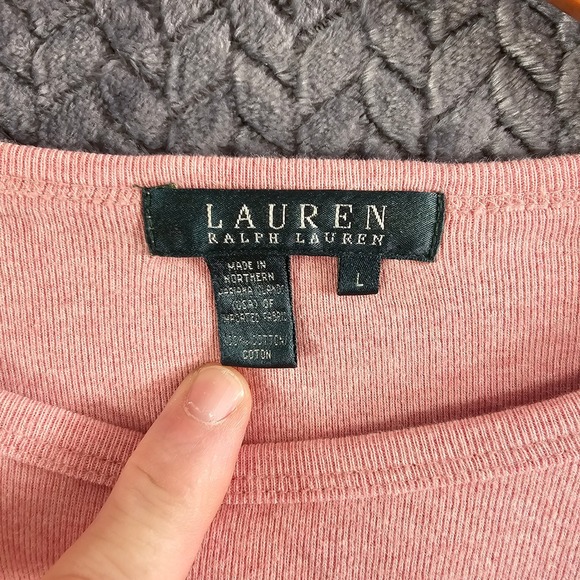 LAUREN
RALPH LAUREN
L
MADE IN
NORTHERN
MARIANA ISLANDS
(USA) OF
IMPORTED FABRIC
100% COTTON/
COTON